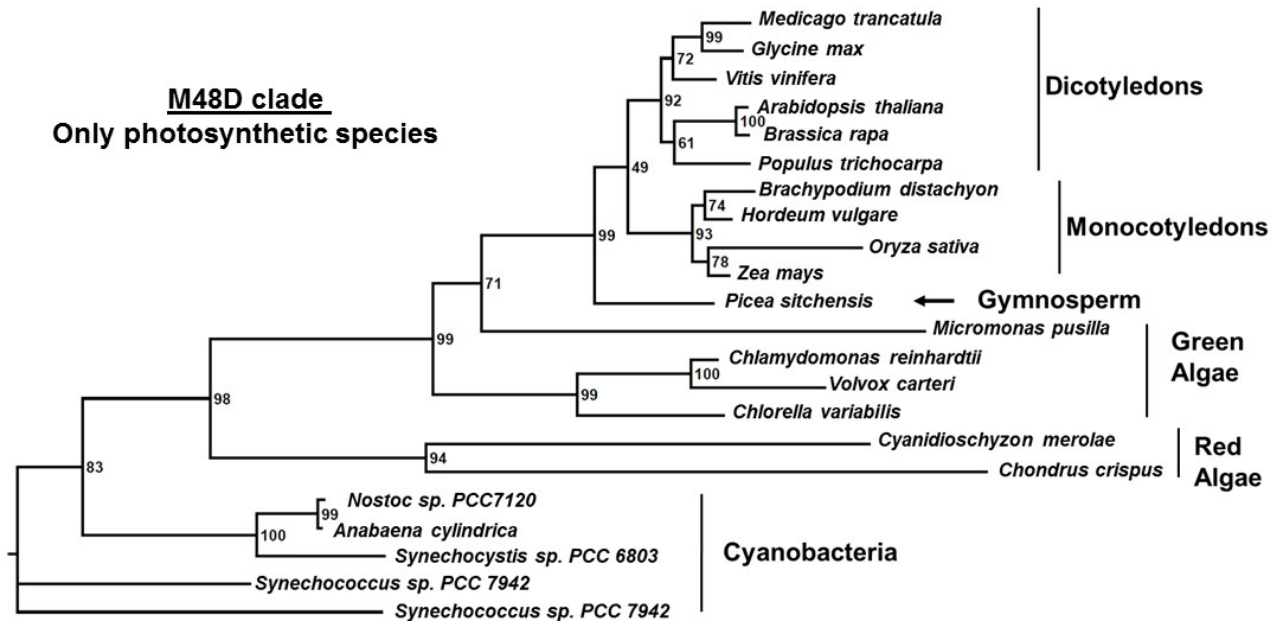 M48D clade
Only photosynthetic species
Medicago trancatula
99
Glycine max
72
Vitis vinifera
Dicotyledons
92
Arabidopsis thaliana
100
Brassica rapa
61
Populus trichocarpa
49
Brachypodium distachyon
74
Hordeum vulgare
Monocotyledons
93
99
Oryza sativa
78
Zea mays
71
Picea sitchensis
Gymnosperm
Micromonas pusilla
99
Green
Algae
Chlamydomonas reinhardtii
100
Volvox carteri
99
Chlorella variabilis
98
Cyanidioschyzon merolae
94
Red
Algae
Chondrus crispus
83
Nostoc sp. PCC7120
99
Anabaena cylindrica
100
Synechocystis sp. PCC 6803
Cyanobacteria
Synechococcus sp. PCC 7942
Synechococcus sp. PCC 7942